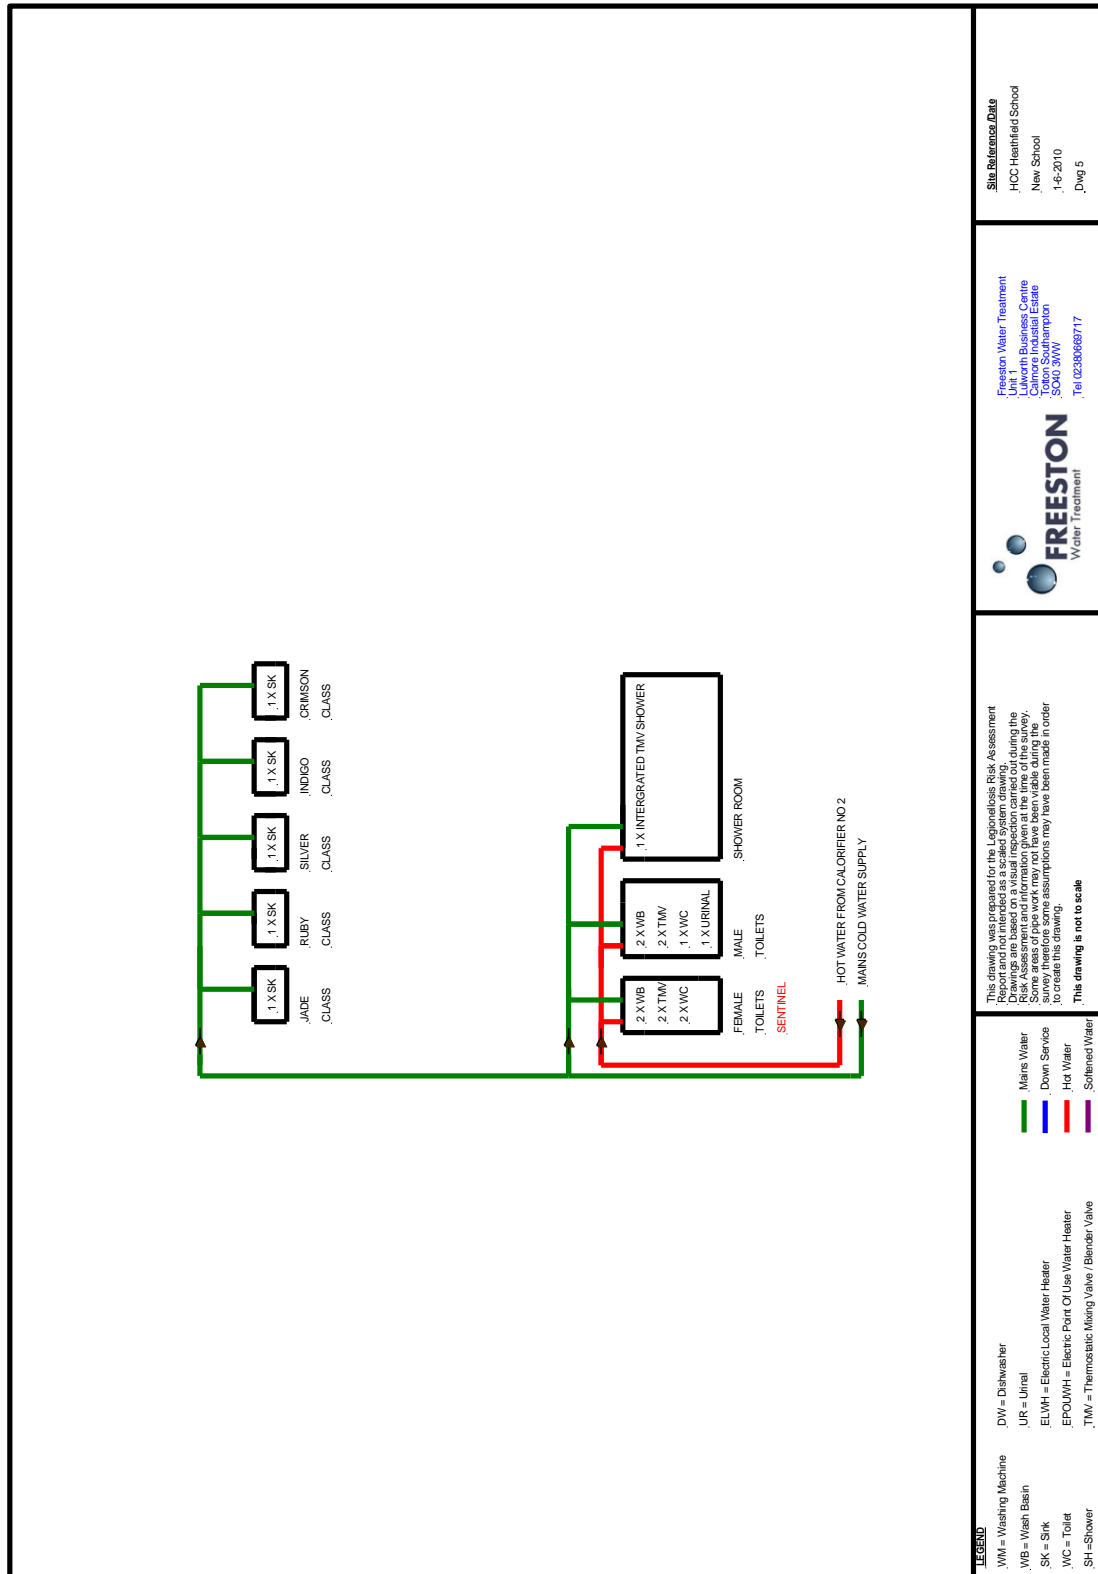 .1 X SK
.JADE
.CLASS
.1 X SK
.RUBY
.CLASS
.1 X SK
.SILVER
.CLASS
.1 X SK
.INDIGO
.CLASS
.1 X SK
.CRIMSON
.CLASS
.2 X WB
.2 X TMV
.2 X WC
.FEMALE
.TOILETS
.SENTINEL
.2 X WB
.2 X TMV
.1 X WC
.1 X URINAL
.MALE
.TOILETS
.1 X INTERGRATED TMV SHOWER
.SHOWER ROOM
.HOT WATER FROM CALORIFIER NO 2
.MAINS COLD WATER SUPPLY
LEGEND
.WM = Washing Machine
.WB = Wash Basin
.SK = Sink
.WC = Toilet
.SH =Shower
.DW = Dishwasher
.UR = Urinal
.ELWH = Electric Local Water Heater
.EPOUWH = Electric Point Of Use Water Heater
.TMV = Thermostatic Mixing Valve / Blender Valve
.Mains Water
.Down Service
.Hot Water
.Softened Water
.This drawing was prepared for the Legionellosis Risk Assessment
.Report and not intended as a scaled system drawing.
.Drawings are based on a visual inspection carried out during the
.Risk Assessment and information given at the time of the survey.
.Some areas of pipe work may not have been viable during the
.survey therefore some assumptions may have been made in order
.to create this drawing.
.This drawing is not to scale
FREESTON
Water Treatment
.Freeston Water Treatment
.Unit 1
.Lulworth Business Centre
.Calmore Industial Estate
.Totton Southampton
.SO40 3WW
.Tel 02380669717
.Site Reference /Date
.HCC Heathfield School
.New School
.1-6-2010
.Dwg 5